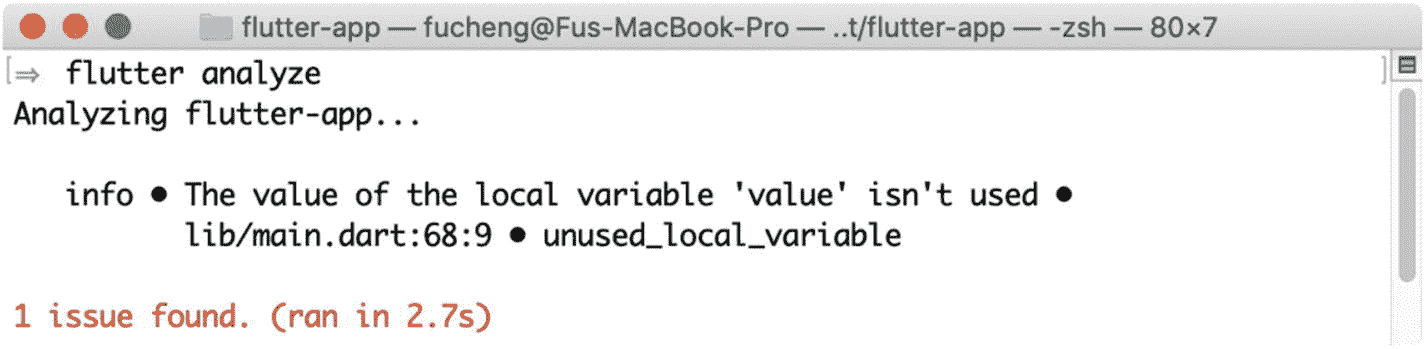 flutter-app — fucheng@Fus-MacBook-Pro — ..t/flutter-app — -zsh — 80×7
[⇒ flutter analyze ]
Analyzing flutter-app...
info • The value of the local variable 'value' isn't used •
lib/main.dart:68:9 • unused_local_variable
1 issue found. (ran in 2.7s)